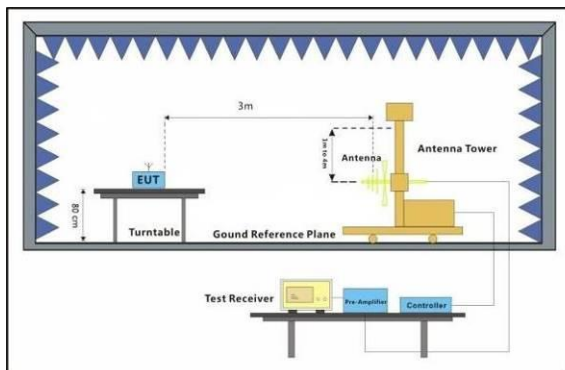 3m
1m to 4m
Antenna
Antenna Tower
EUT
80 cm
Turntable
Gound Reference Plane
Test Receiver
Pre-Amplifier
Controller